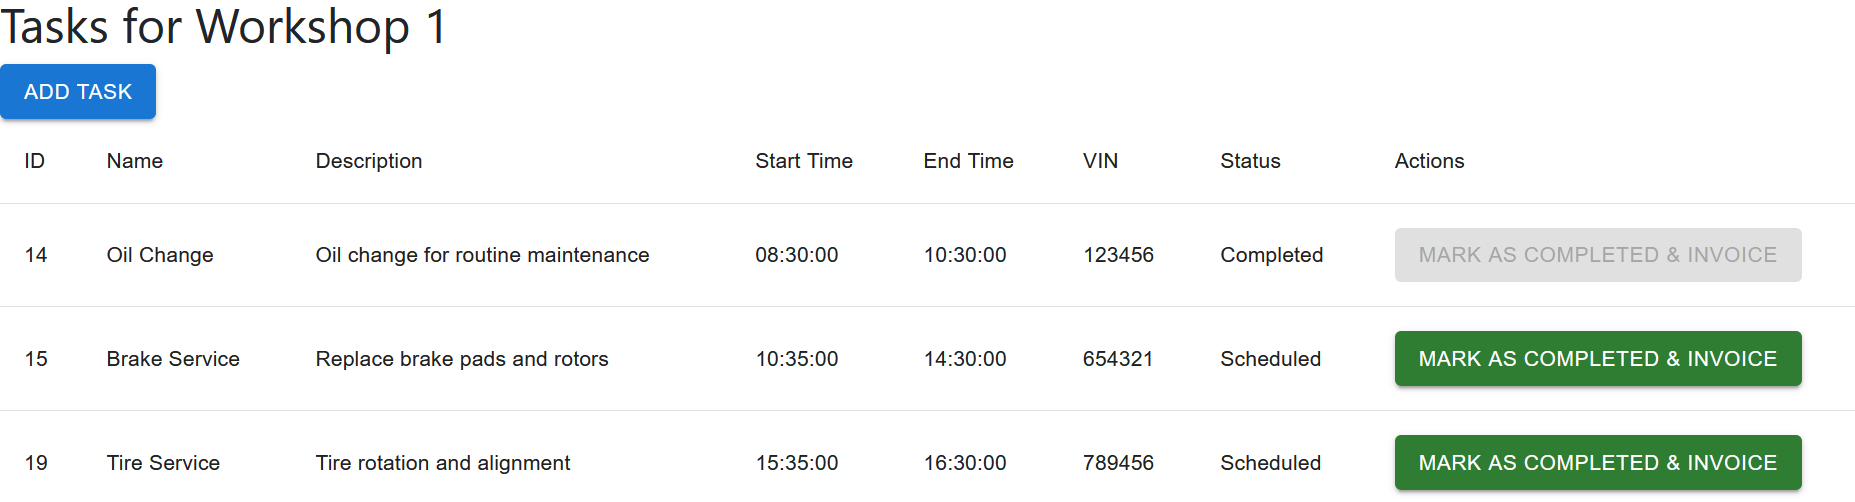 Tasks for Workshop 1
ADD TASK
ID Name Description Start Time End Time VIN Status Actions
14 Oil Change Oil change for routine maintenance 08:30:00 10:30:00 123456 Completed MARK AS COMPLETED & INVOICE
15 Brake Service Replace brake pads and rotors 10:35:00 14:30:00 654321 Scheduled MARK AS COMPLETED & INVOICE
19 Tire Service Tire rotation and alignment 15:35:00 16:30:00 789456 Scheduled MARK AS COMPLETED & INVOICE